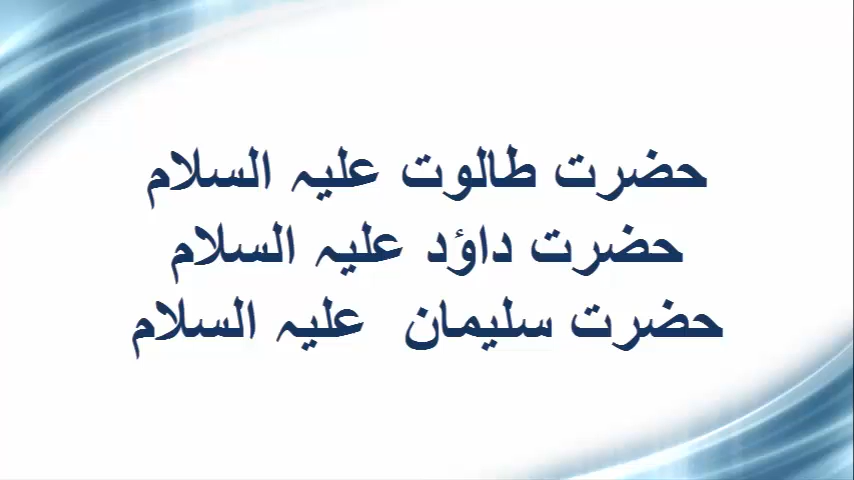 حضرت طالوت علیہ السلام
حضرت داؤد علیہ السلام
حضرت سلیمان علیہ السلام